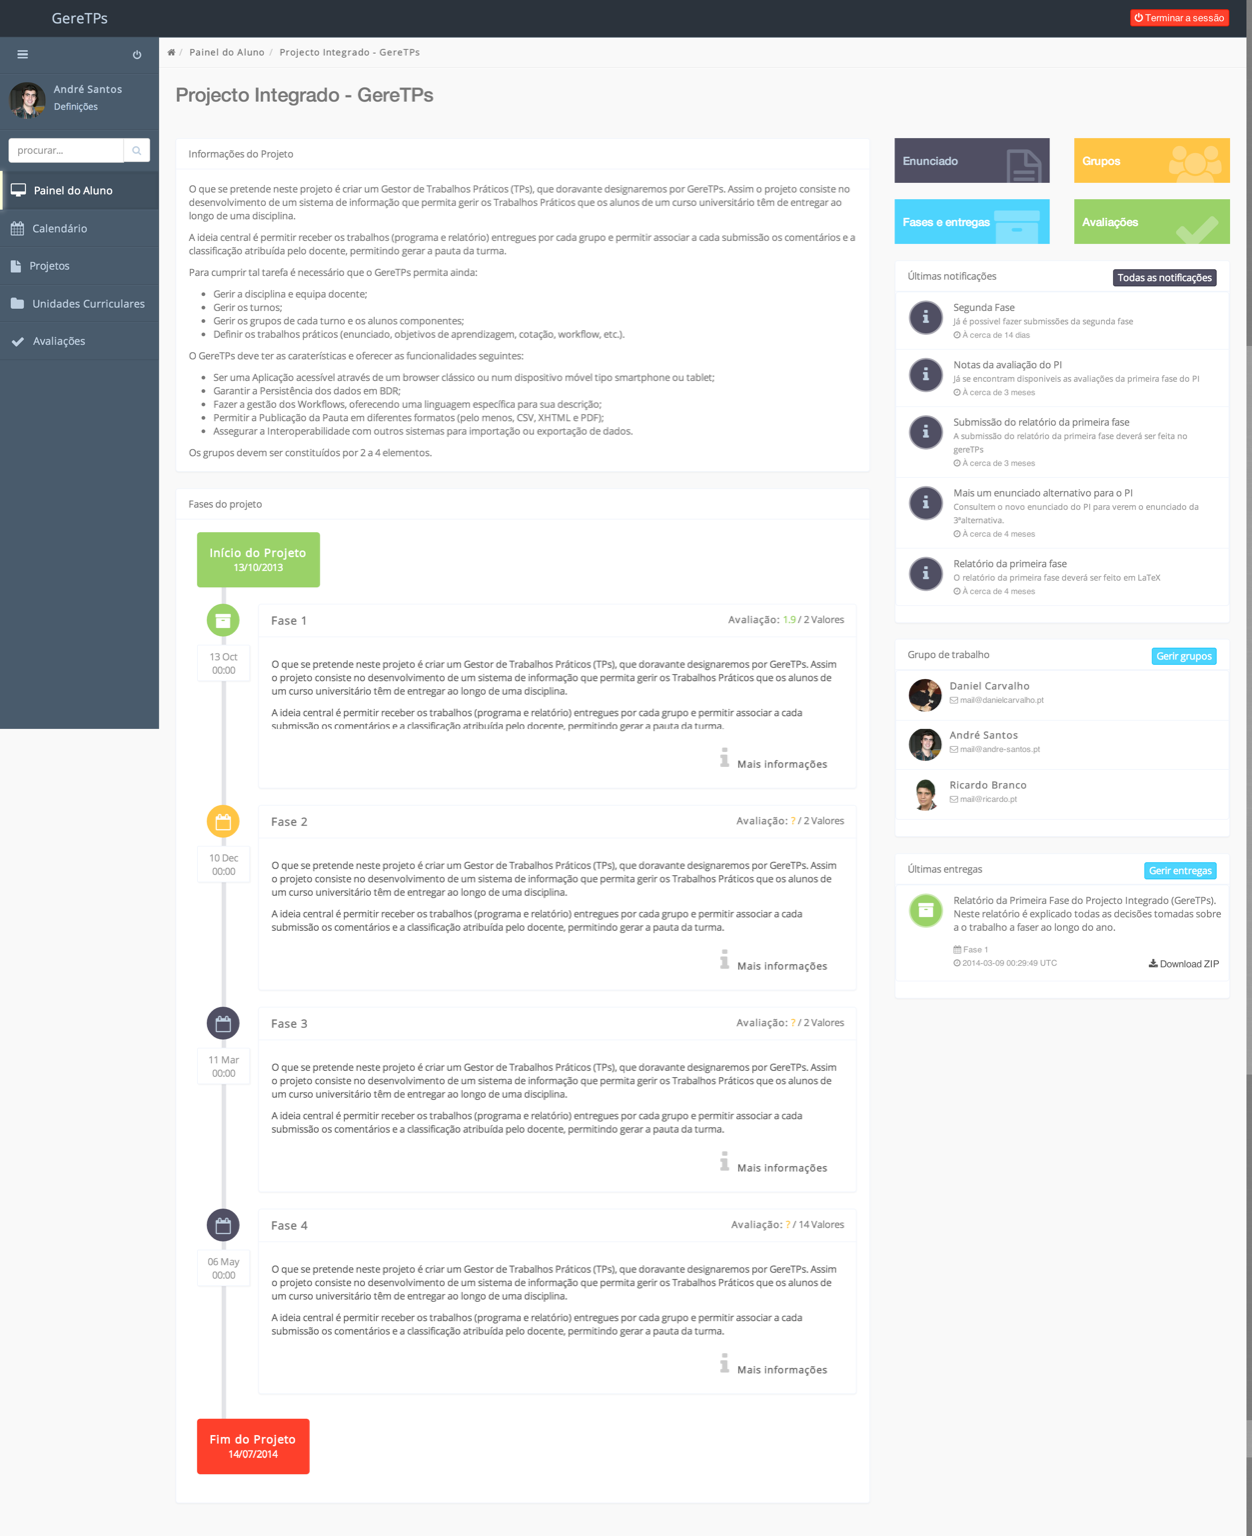 GereTPs
Terminar a sessão
André Santos
Definições
procurar...
Painel do Aluno
Calendário
Projetos
Unidades Curriculares
Avaliações
/ Painel do Aluno / Projecto Integrado - GereTPs
Projecto Integrado - GereTPs
Informações do Projeto
O que se pretende neste projeto é criar um Gestor de Trabalhos Práticos (TPs), que doravante designaremos por GereTPs. Assim o projeto consiste no
desenvolvimento de um sistema de informação que permita gerir os Trabalhos Práticos que os alunos de um curso universitário têm de entregar ao
longo de uma disciplina.
A ideia central é permitir receber os trabalhos (programa e relatório) entregues por cada grupo e permitir associar a cada submissão os comentários e a
classificação atribuída pelo docente, permitindo gerar a pauta da turma.
Para cumprir tal tarefa é necessário que o GereTPs permita ainda:
• Gerir a disciplina e equipa docente;
• Gerir os turnos;
• Gerir os grupos de cada turno e os alunos componentes;
• Definir os trabalhos práticos (enunciado, objetivos de aprendizagem, cotação, workflow, etc.).
O GereTPs deve ter as caraterísticas e oferecer as funcionalidades seguintes:
• Ser uma Aplicação acessível através de um browser clássico ou num dispositivo móvel tipo smartphone ou tablet;
• Garantir a Persistência dos dados em BDR;
• Fazer a gestão dos Workflows, oferecendo uma linguagem específica para sua descrição;
• Permitir a Publicação da Pauta em diferentes formatos (pelo menos, CSV, XHTML e PDF);
• Assegurar a Interoperabilidade com outros sistemas para importação ou exportação de dados.
Os grupos devem ser constituídos por 2 a 4 elementos.
Fases do projeto
Início do Projeto
13/10/2013
13 Oct
00:00
Fase 1
Avaliação: 1.9 / 2 Valores
O que se pretende neste projeto é criar um Gestor de Trabalhos Práticos (TPs), que doravante designaremos por GereTPs. Assim
o projeto consiste no desenvolvimento de um sistema de informação que permita gerir os Trabalhos Práticos que os alunos de
um curso universitário têm de entregar ao longo de uma disciplina.
A ideia central é permitir receber os trabalhos (programa e relatório) entregues por cada grupo e permitir associar a cada
submissão os comentários e a classificação atribuída pelo docente, permitindo gerar a pauta da turma.
Mais informações
10 Dec
00:00
Fase 2
Avaliação: ? / 2 Valores
O que se pretende neste projeto é criar um Gestor de Trabalhos Práticos (TPs), que doravante designaremos por GereTPs. Assim
o projeto consiste no desenvolvimento de um sistema de informação que permita gerir os Trabalhos Práticos que os alunos de
um curso universitário têm de entregar ao longo de uma disciplina.
A ideia central é permitir receber os trabalhos (programa e relatório) entregues por cada grupo e permitir associar a cada
submissão os comentários e a classificação atribuída pelo docente, permitindo gerar a pauta da turma.
Mais informações
11 Mar
00:00
Fase 3
Avaliação: ? / 2 Valores
O que se pretende neste projeto é criar um Gestor de Trabalhos Práticos (TPs), que doravante designaremos por GereTPs. Assim
o projeto consiste no desenvolvimento de um sistema de informação que permita gerir os Trabalhos Práticos que os alunos de
um curso universitário têm de entregar ao longo de uma disciplina.
A ideia central é permitir receber os trabalhos (programa e relatório) entregues por cada grupo e permitir associar a cada
submissão os comentários e a classificação atribuída pelo docente, permitindo gerar a pauta da turma.
Mais informações
06 May
00:00
Fase 4
Avaliação: ? / 14 Valores
O que se pretende neste projeto é criar um Gestor de Trabalhos Práticos (TPs), que doravante designaremos por GereTPs. Assim
o projeto consiste no desenvolvimento de um sistema de informação que permita gerir os Trabalhos Práticos que os alunos de
um curso universitário têm de entregar ao longo de uma disciplina.
A ideia central é permitir receber os trabalhos (programa e relatório) entregues por cada grupo e permitir associar a cada
submissão os comentários e a classificação atribuída pelo docente, permitindo gerar a pauta da turma.
Mais informações
Fim do Projeto
14/07/2014
Enunciado
Grupos
Fases e entregas
Avaliações
Últimas notificações
Todas as notificações
Segunda Fase
Já é possivel fazer submissões da segunda fase
À cerca de 14 dias
Notas da avaliação do PI
Já se encontram disponiveis as avaliações da primeira fase do PI
À cerca de 3 meses
Submissão do relatório da primeira fase
A submissão do relatório da primeira fase deverá ser feita no
gereTPs
À cerca de 3 meses
Mais um enunciado alternativo para o PI
Consultem o novo enunciado do PI para verem o enunciado da
3ªalternativa.
À cerca de 4 meses
Relatório da primeira fase
O relatório da primeira fase deverá ser feito em LaTeX
À cerca de 4 meses
Grupo de trabalho
Gerir grupos
Daniel Carvalho
mail@danielcarvalho.pt
André Santos
mail@andre-santos.pt
Ricardo Branco
mail@ricardo.pt
Últimas entregas
Gerir entregas
Relatório da Primeira Fase do Projecto Integrado (GereTPs).
Neste relatório é explicado todas as decisões tomadas sobre
a o trabalho a faser ao longo do ano.
Fase 1
2014-03-09 00:29:49 UTC
Download ZIP